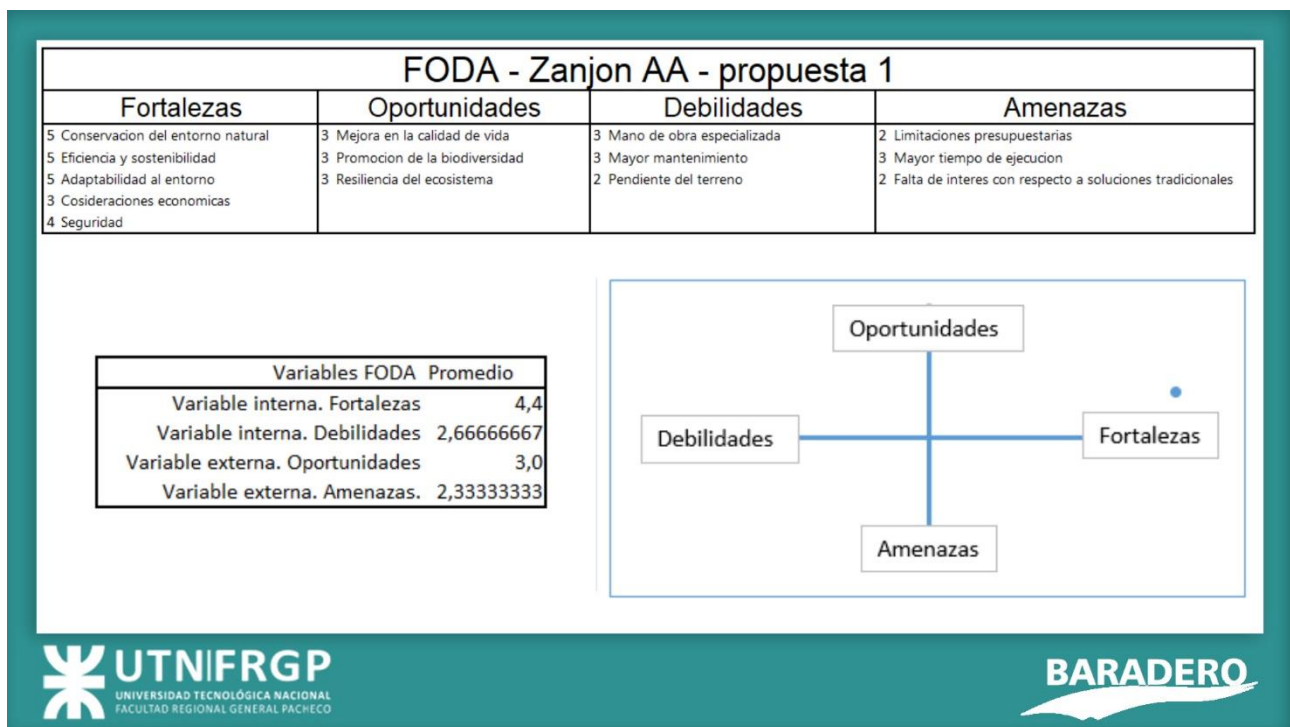 FODA - Zanjon AA - propuesta 1
Fortalezas
Oportunidades
Debilidades
Amenazas
5 Conservacion del entorno natural
5 Eficiencia y sostenibilidad
5 Adaptabilidad al entorno
3 Cosideraciones economicas
4 Seguridad
3 Mejora en la calidad de vida
3 Promocion de la biodiversidad
3 Resiliencia del ecosistema
3 Mano de obra especializada
3 Mayor mantenimiento
2 Pendiente del terreno
2 Limitaciones presupuestarias
3 Mayor tiempo de ejecucion
2 Falta de interes con respecto a soluciones tradicionales
Variables FODA Promedio
Variable interna. Fortalezas 4,4
Variable interna. Debilidades 2,66666667
Variable externa. Oportunidades 3,0
Variable externa. Amenazas. 2,33333333
Oportunidades
Debilidades
Fortalezas
Amenazas
UTN|FRGP
UNIVERSIDAD TECNOLÓGICA NACIONAL
FACULTAD REGIONAL GENERAL PACHECO
BARADERO